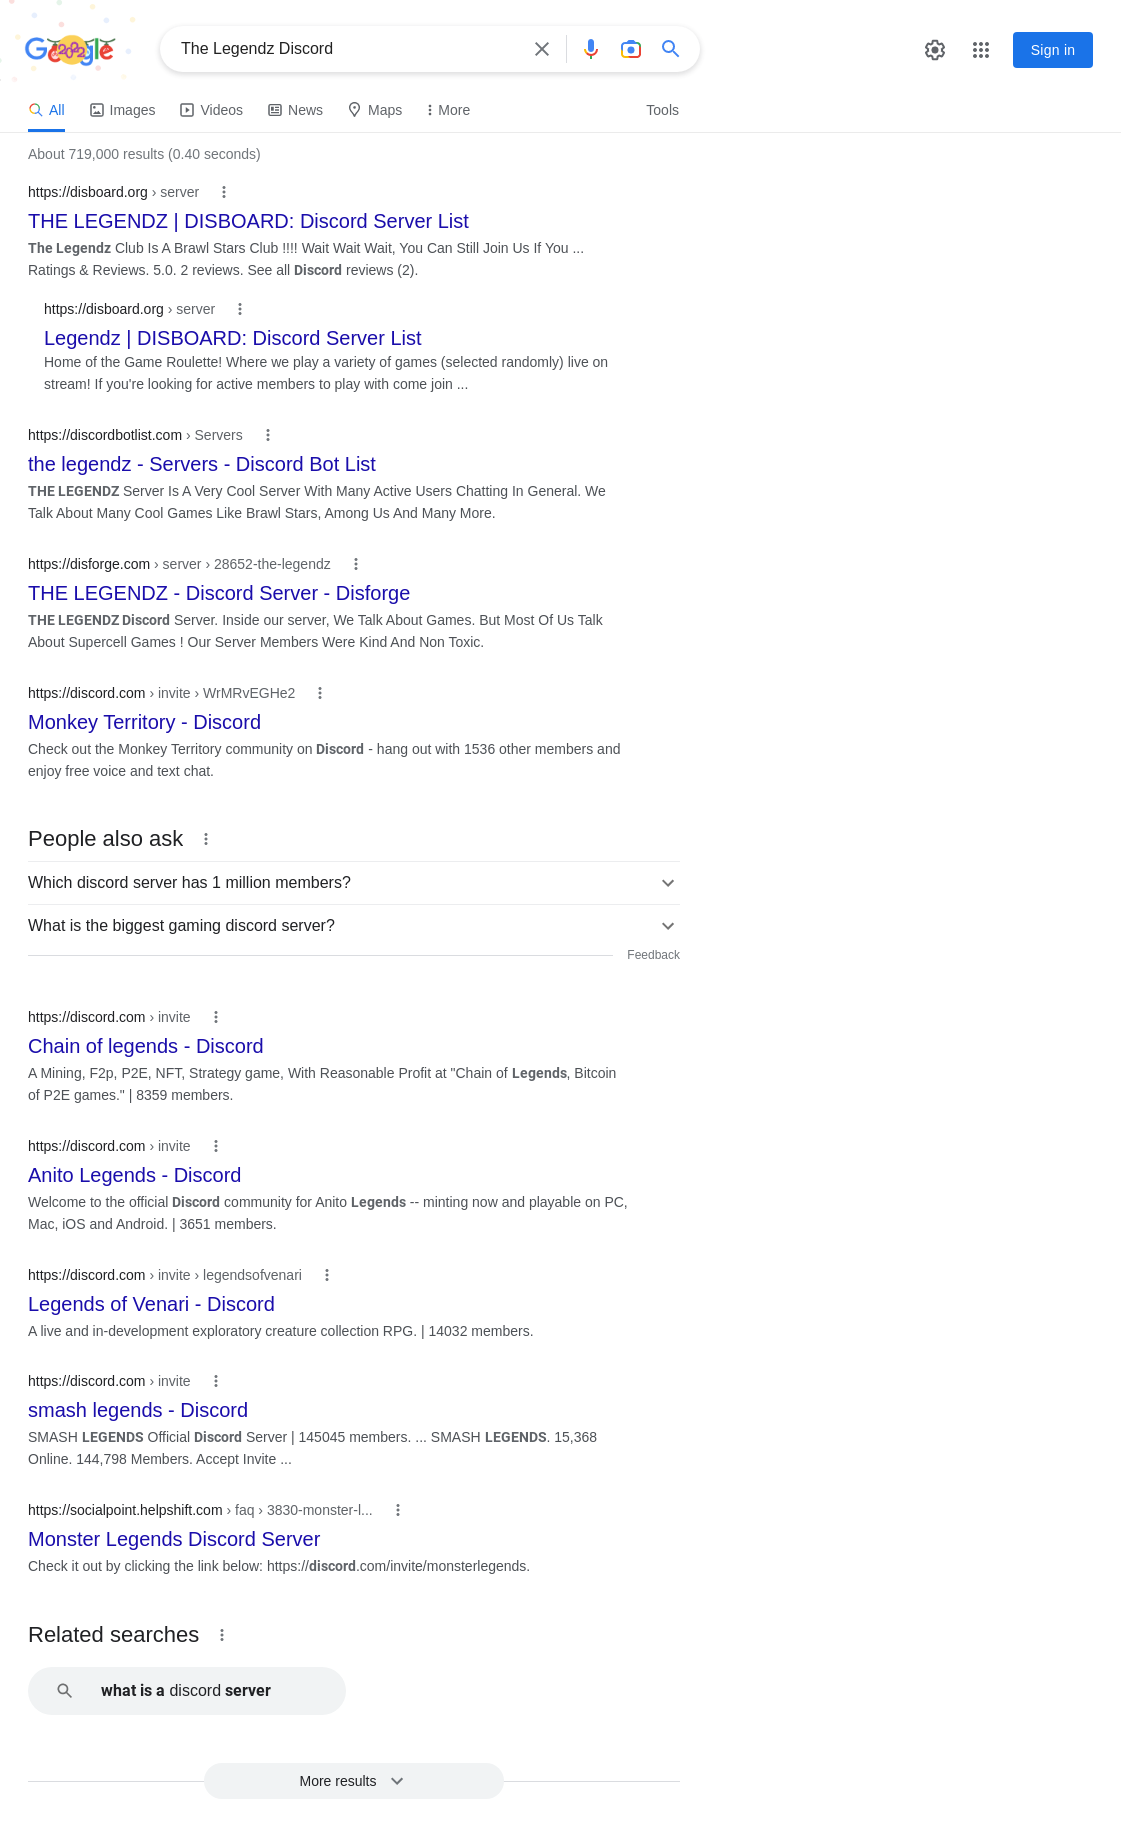 The Legendz Discord
Sign in
All
Images
Videos
News
Maps
More
Tools
About 719,000 results (0.40 seconds)
https://disboard.org › server
THE LEGENDZ | DISBOARD: Discord Server List
The Legendz Club Is A Brawl Stars Club !!!! Wait Wait Wait, You Can Still Join Us If You ...
Ratings & Reviews. 5.0. 2 reviews. See all Discord reviews (2).
https://disboard.org › server
Legendz | DISBOARD: Discord Server List
Home of the Game Roulette! Where we play a variety of games (selected randomly) live on
stream! If you're looking for active members to play with come join ...
https://discordbotlist.com › Servers
the legendz - Servers - Discord Bot List
THE LEGENDZ Server Is A Very Cool Server With Many Active Users Chatting In General. We
Talk About Many Cool Games Like Brawl Stars, Among Us And Many More.
https://disforge.com › server › 28652-the-legendz
THE LEGENDZ - Discord Server - Disforge
THE LEGENDZ Discord Server. Inside our server, We Talk About Games. But Most Of Us Talk
About Supercell Games ! Our Server Members Were Kind And Non Toxic.
https://discord.com › invite › WrMRvEGHe2
Monkey Territory - Discord
Check out the Monkey Territory community on Discord - hang out with 1536 other members and
enjoy free voice and text chat.
People also ask
Which discord server has 1 million members?
What is the biggest gaming discord server?
Feedback
https://discord.com › invite
Chain of legends - Discord
A Mining, F2p, P2E, NFT, Strategy game, With Reasonable Profit at "Chain of Legends, Bitcoin
of P2E games." | 8359 members.
https://discord.com › invite
Anito Legends - Discord
Welcome to the official Discord community for Anito Legends -- minting now and playable on PC,
Mac, iOS and Android. | 3651 members.
https://discord.com › invite › legendsofvenari
Legends of Venari - Discord
A live and in-development exploratory creature collection RPG. | 14032 members.
https://discord.com › invite
smash legends - Discord
SMASH LEGENDS Official Discord Server | 145045 members. ... SMASH LEGENDS. 15,368
Online. 144,798 Members. Accept Invite ...
https://socialpoint.helpshift.com › faq › 3830-monster-l...
Monster Legends Discord Server
Check it out by clicking the link below: https://discord.com/invite/monsterlegends.
Related searches
what is a discord server
More results